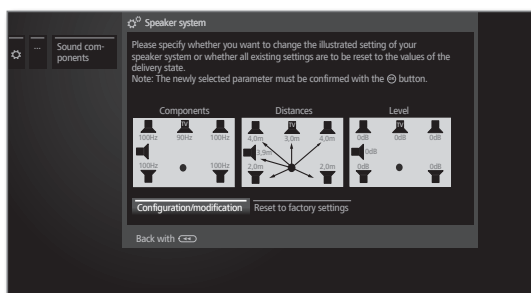 Speaker system
...
Sound com-
ponents
Please specify whether you want to change the illustrated setting of your
speaker system or whether all existing settings are to be reset to the values of the
delivery state.
Note: The newly selected parameter must be confirmed with the OK button.
Components
Distances
Level
TV
TV
TV
100Hz 90Hz 100Hz
4,0m 3,0m 4,0m
0dB 0dB 0dB
3,9m
0dB
100Hz 100Hz
2,0m 2,0m
0dB 0dB
Configuration/modification
Reset to factory settings
Back with